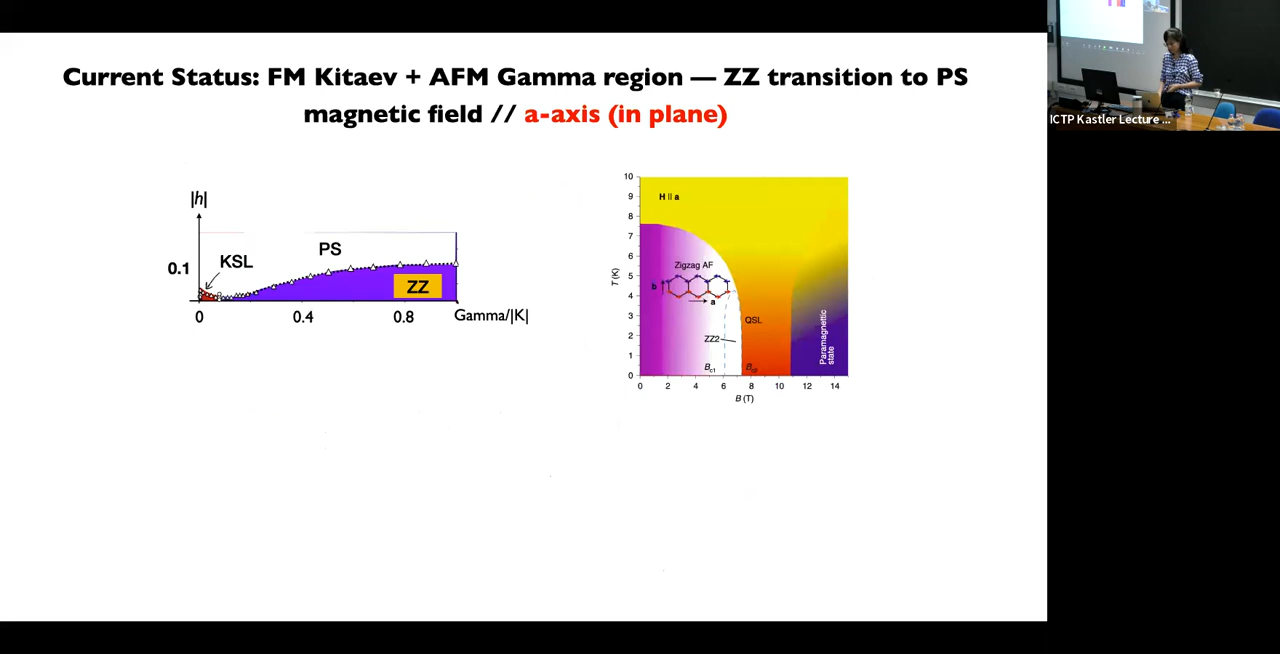 Current Status: FM Kitaev + AFM Gamma region — ZZ transition to PS
magnetic field // a-axis (in plane)
ICTP Kastler Lecture ...
|h|
0.1
KSL
PS
ZZ
0
0.4
0.8
Gamma/|K|
10
9
8
7
6
5
4
3
2
1
0
T (K)
H || a
Zigzag AF
b
a
QSL
ZZ2
Bc1
Paramagnettic
state
0
2
4
6
8
10
12
14
B (T)